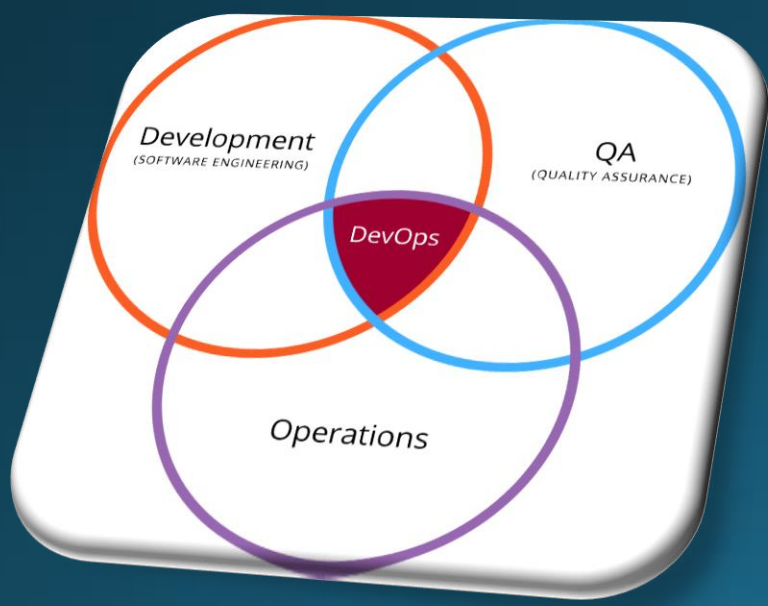 Development
(SOFTWARE ENGINEERING)
QA
(QUALITY ASSURANCE)
DevOps
Operations